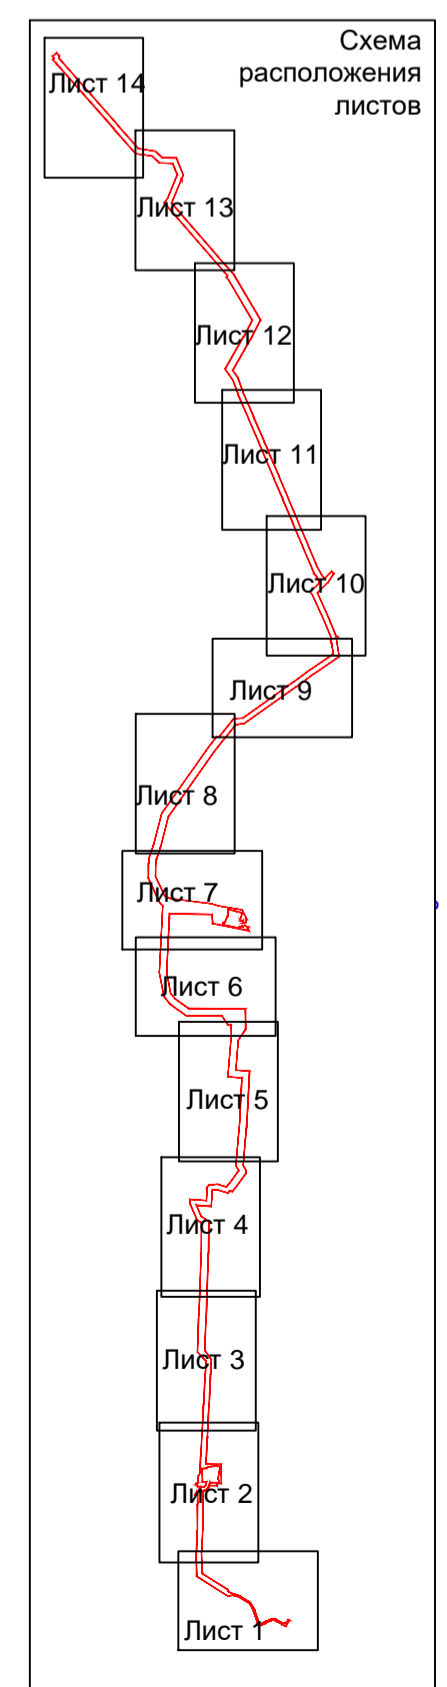 Схема
расположения
листов
Лист 14
Лист 13
Лист 12
Лист 11
Лист 10
Лист 9
Лист 8
Лист 7
Лист 6
Лист 5
Лист 4
Лист 3
Лист 2
Лист 1